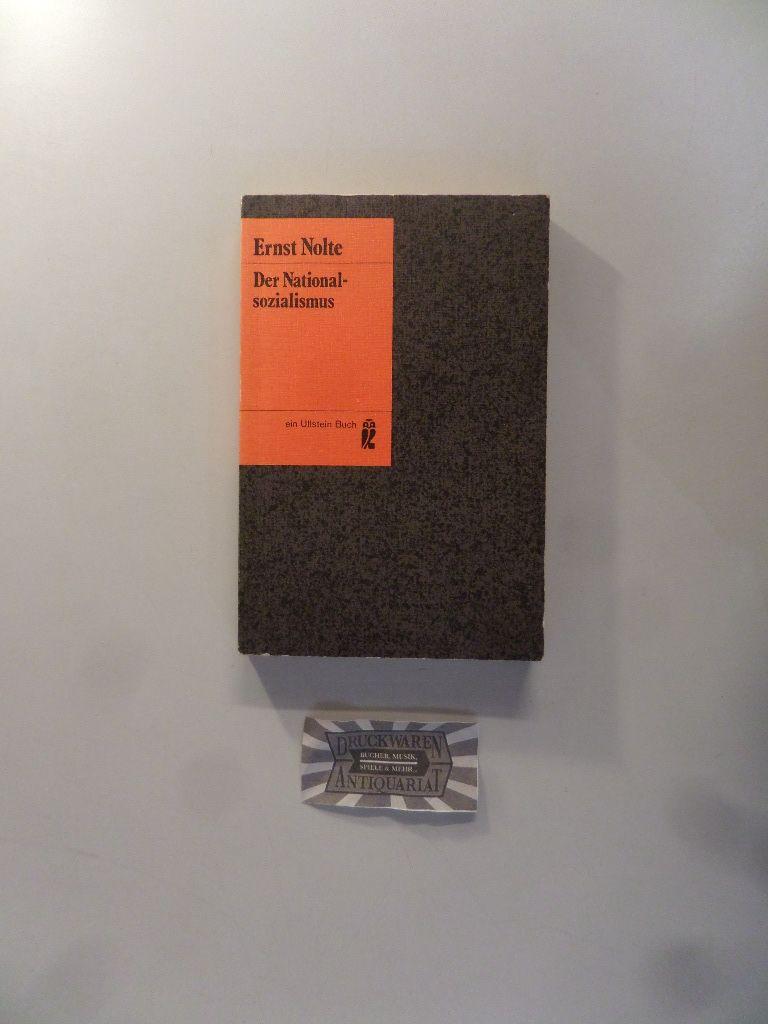 Ernst Nolte
Der National-
sozialismus
ein Ullstein Buch
DRUCKWAREN
BÜCHER, MUSIK,
SPIELE & MEHR...
ANTIQUARIAT